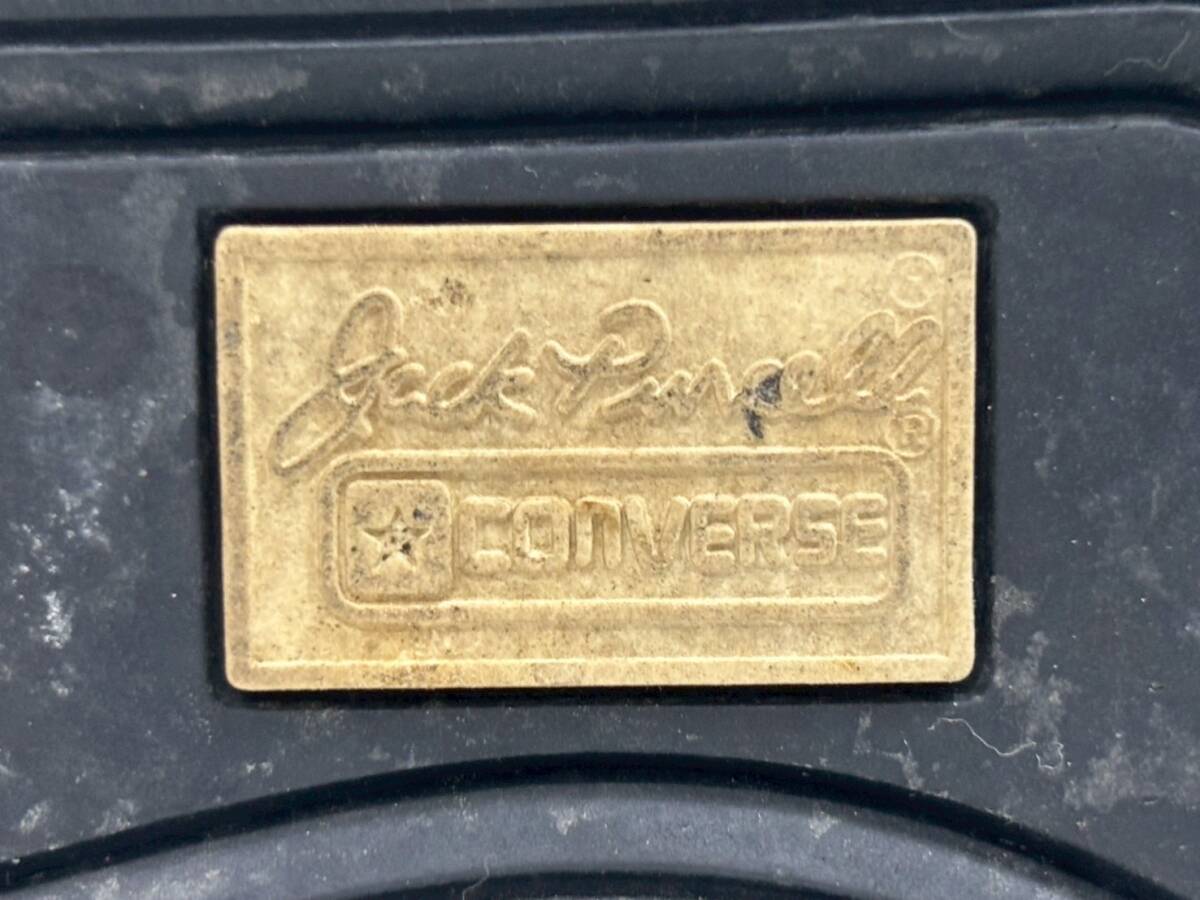 Jack Purcell
®
CONVERSE